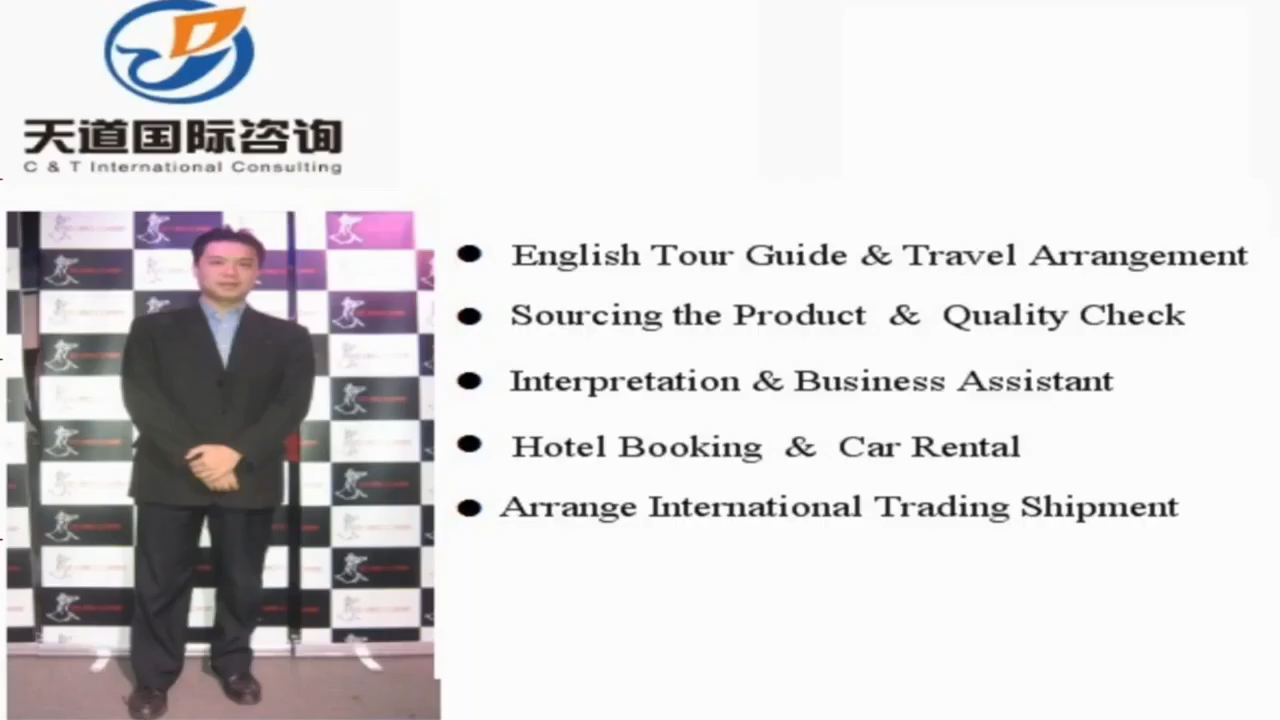 天道国际咨询
C & T International Consulting
English Tour Guide & Travel Arrangement
Sourcing the Product & Quality Check
Interpretation & Business Assistant
Hotel Booking & Car Rental
Arrange International Trading Shipment